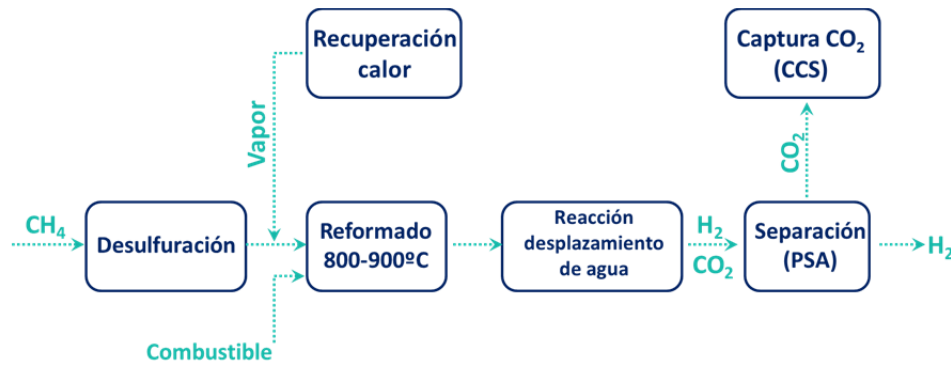 Recuperación
calor
Captura CO₂
(CCS)
Vapor
CO₂
CH₄
Desulfuración
Reformado
800-900ºC
Reacción
desplazamiento
de agua
H₂
CO₂
Separación
(PSA)
H₂
Combustible